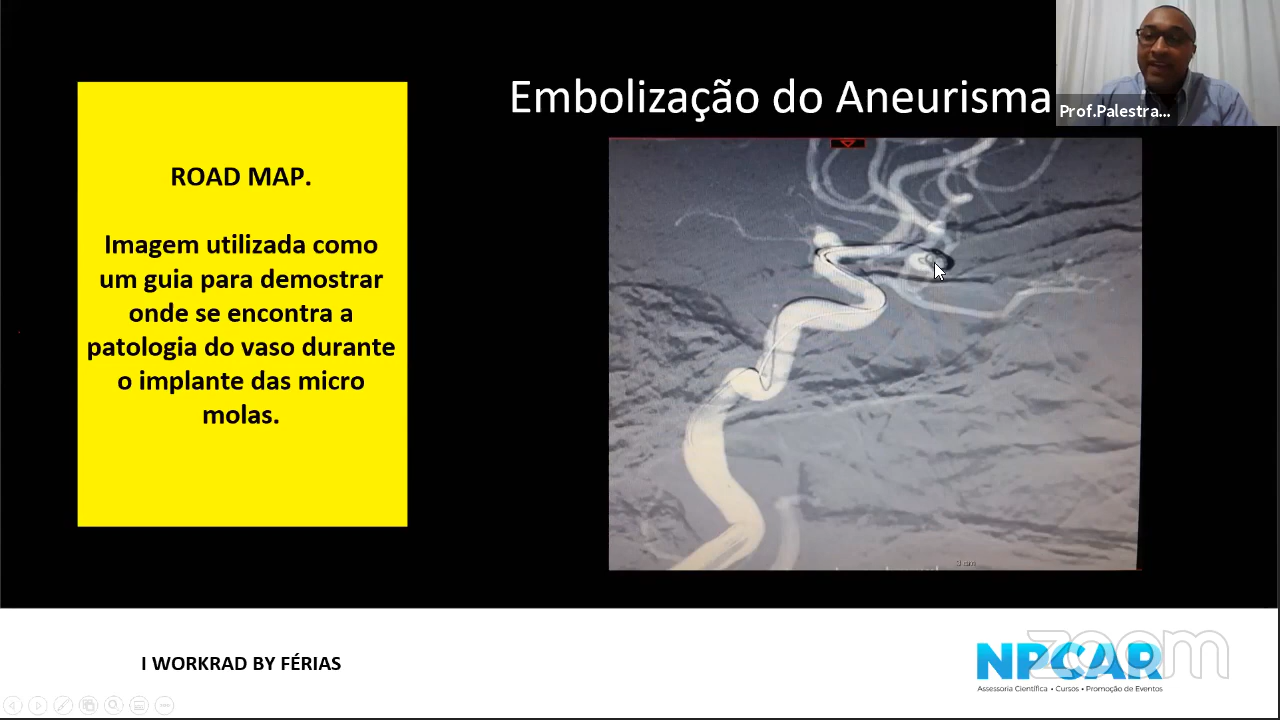 Embolização do Aneurisma
Prof.Palestra...
ROAD MAP.
Imagem utilizada como
um guia para demostrar
onde se encontra a
patologia do vaso durante
o implante das micro
molas.
I WORKRAD BY FÉRIAS
NPCAR
zoom
Assessoria Científica • Cursos • Promoção de Eventos